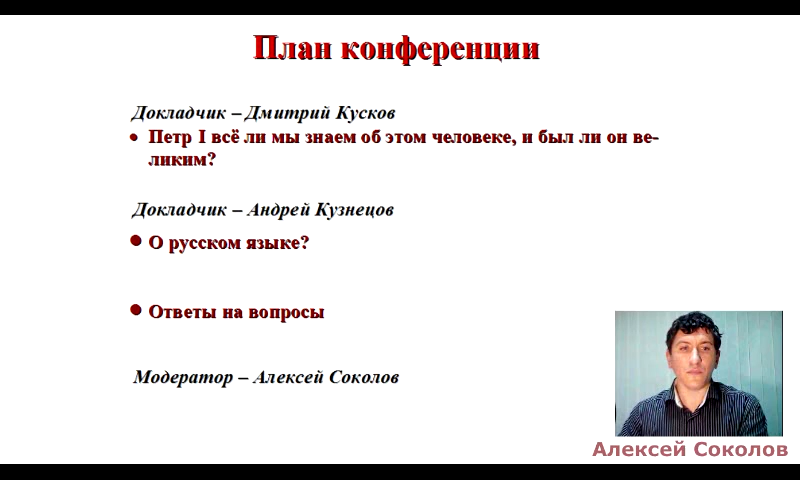 План конференции
Докладчик – Дмитрий Кусков
• Петр I всё ли мы знаем об этом человеке, и был ли он ве-
ликим?
Докладчик – Андрей Кузнецов
• О русском языке?
• Ответы на вопросы
Модератор – Алексей Соколов
Алексей Соколов